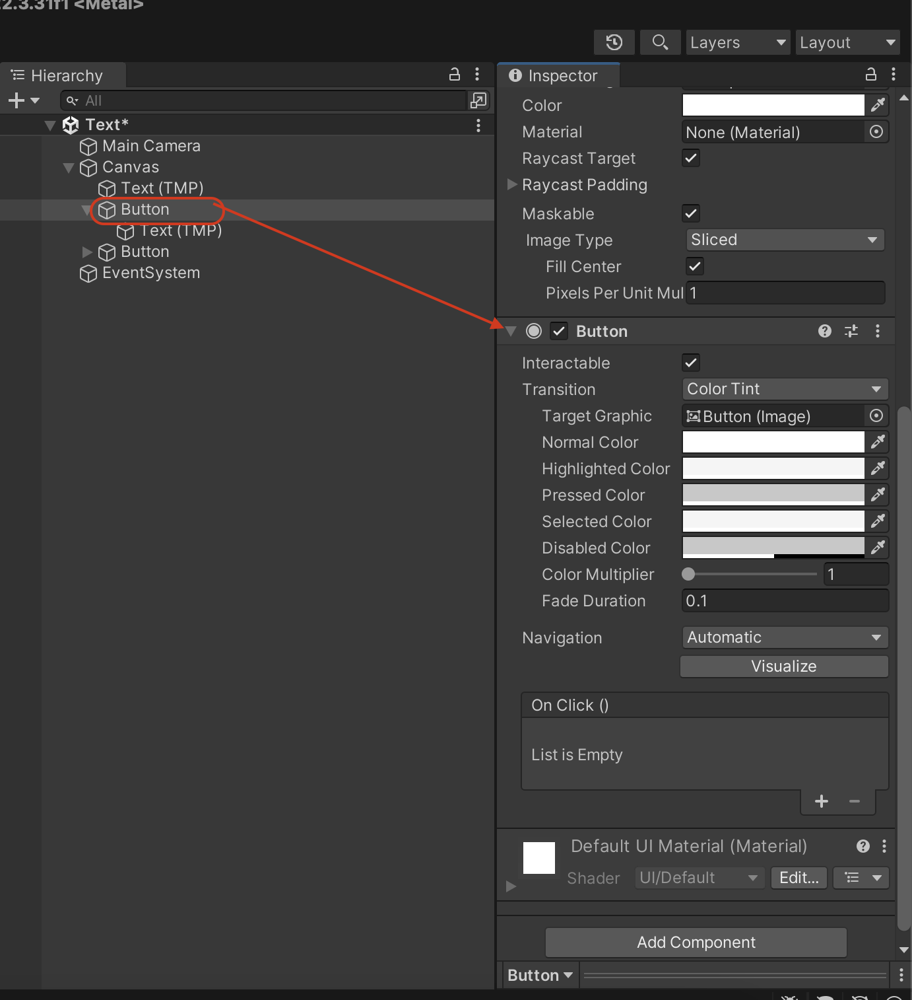 2.3.31f1 <Metal>
Layers
Layout
Hierarchy
All
Text*
Main Camera
Canvas
Text (TMP)
Button
Text (TMP)
Button
EventSystem
Inspector
Color
Material
None (Material)
Raycast Target
Raycast Padding
Maskable
Image Type
Sliced
Fill Center
Pixels Per Unit Mul
1
Button
Interactable
Transition
Color Tint
Target Graphic
Button (Image)
Normal Color
Highlighted Color
Pressed Color
Selected Color
Disabled Color
Color Multiplier
1
Fade Duration
0.1
Navigation
Automatic
Visualize
On Click ()
List is Empty
Default UI Material (Material)
Shader
UI/Default
Edit...
Add Component
Button